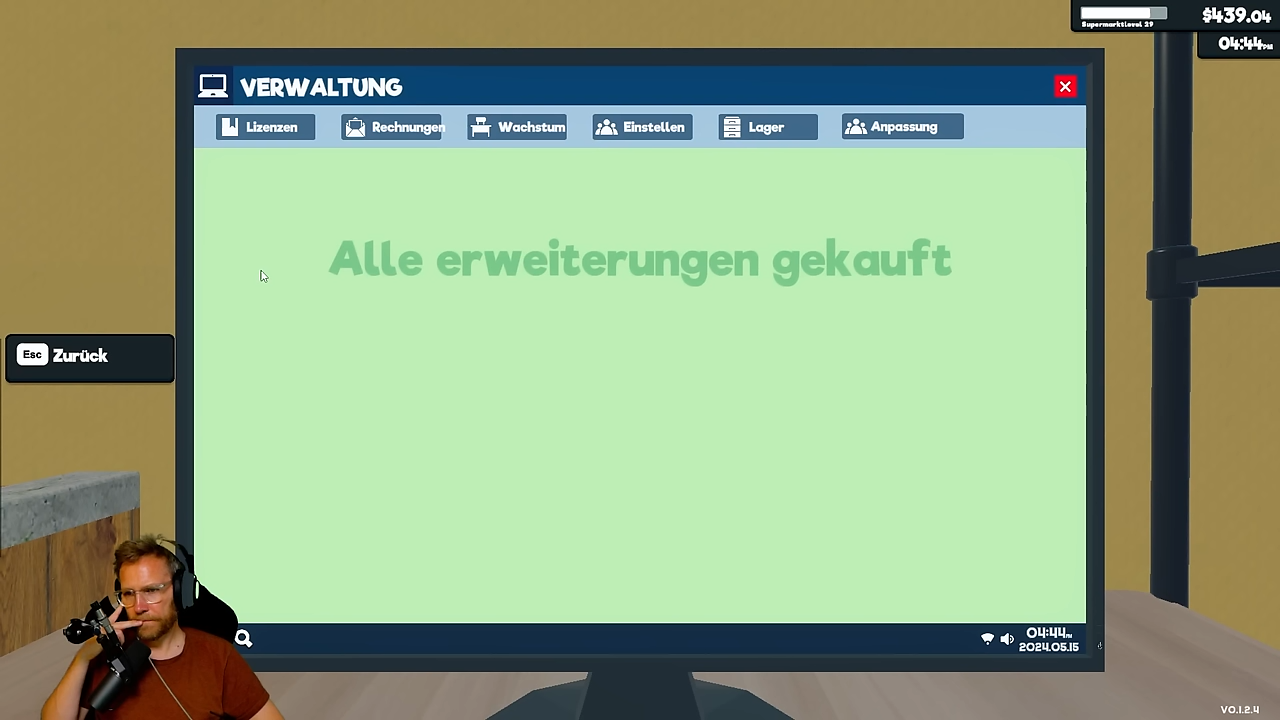 $439.04
Supermarktlevel 29
04:44PM
VERWALTUNG
Lizenzen
Rechnungen
Wachstum
Einstellen
Lager
Anpassung
Alle erweiterungen gekauft
Esc Zurück
04:44PM
2024.05.15
V0.1.2.4